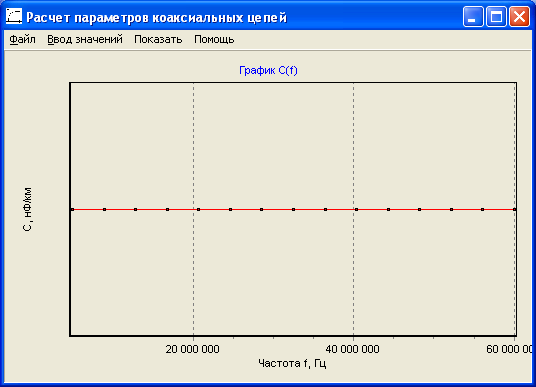 Расчет параметров коаксиальных цепей
Файл Ввод значений Показать Помощь
График C(f)
С, нФ/км
20 000 000 40 000 000 60 000 000
Частота f, Гц